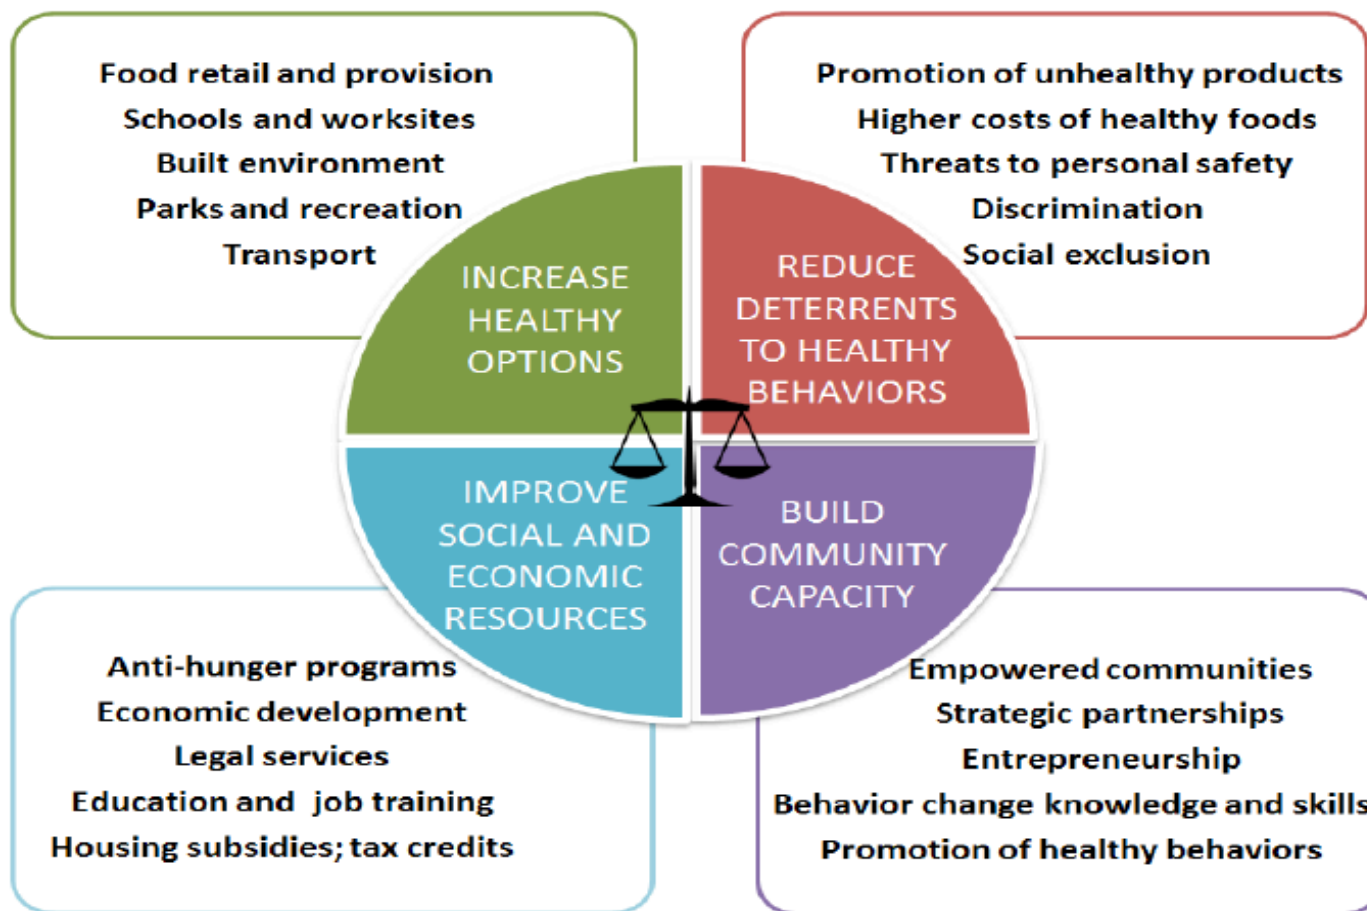 Food retail and provision
Schools and worksites
Built environment
Parks and recreation
Transport
Promotion of unhealthy products
Higher costs of healthy foods
Threats to personal safety
Discrimination
Social exclusion
INCREASE
HEALTHY
OPTIONS
REDUCE
DETERRENTS
TO HEALTHY
BEHAVIORS
IMPROVE
SOCIAL AND
ECONOMIC
RESOURCES
BUILD
COMMUNITY
CAPACITY
Anti-hunger programs
Economic development
Legal services
Education and job training
Housing subsidies; tax credits
Empowered communities
Strategic partnerships
Entrepreneurship
Behavior change knowledge and skills
Promotion of healthy behaviors